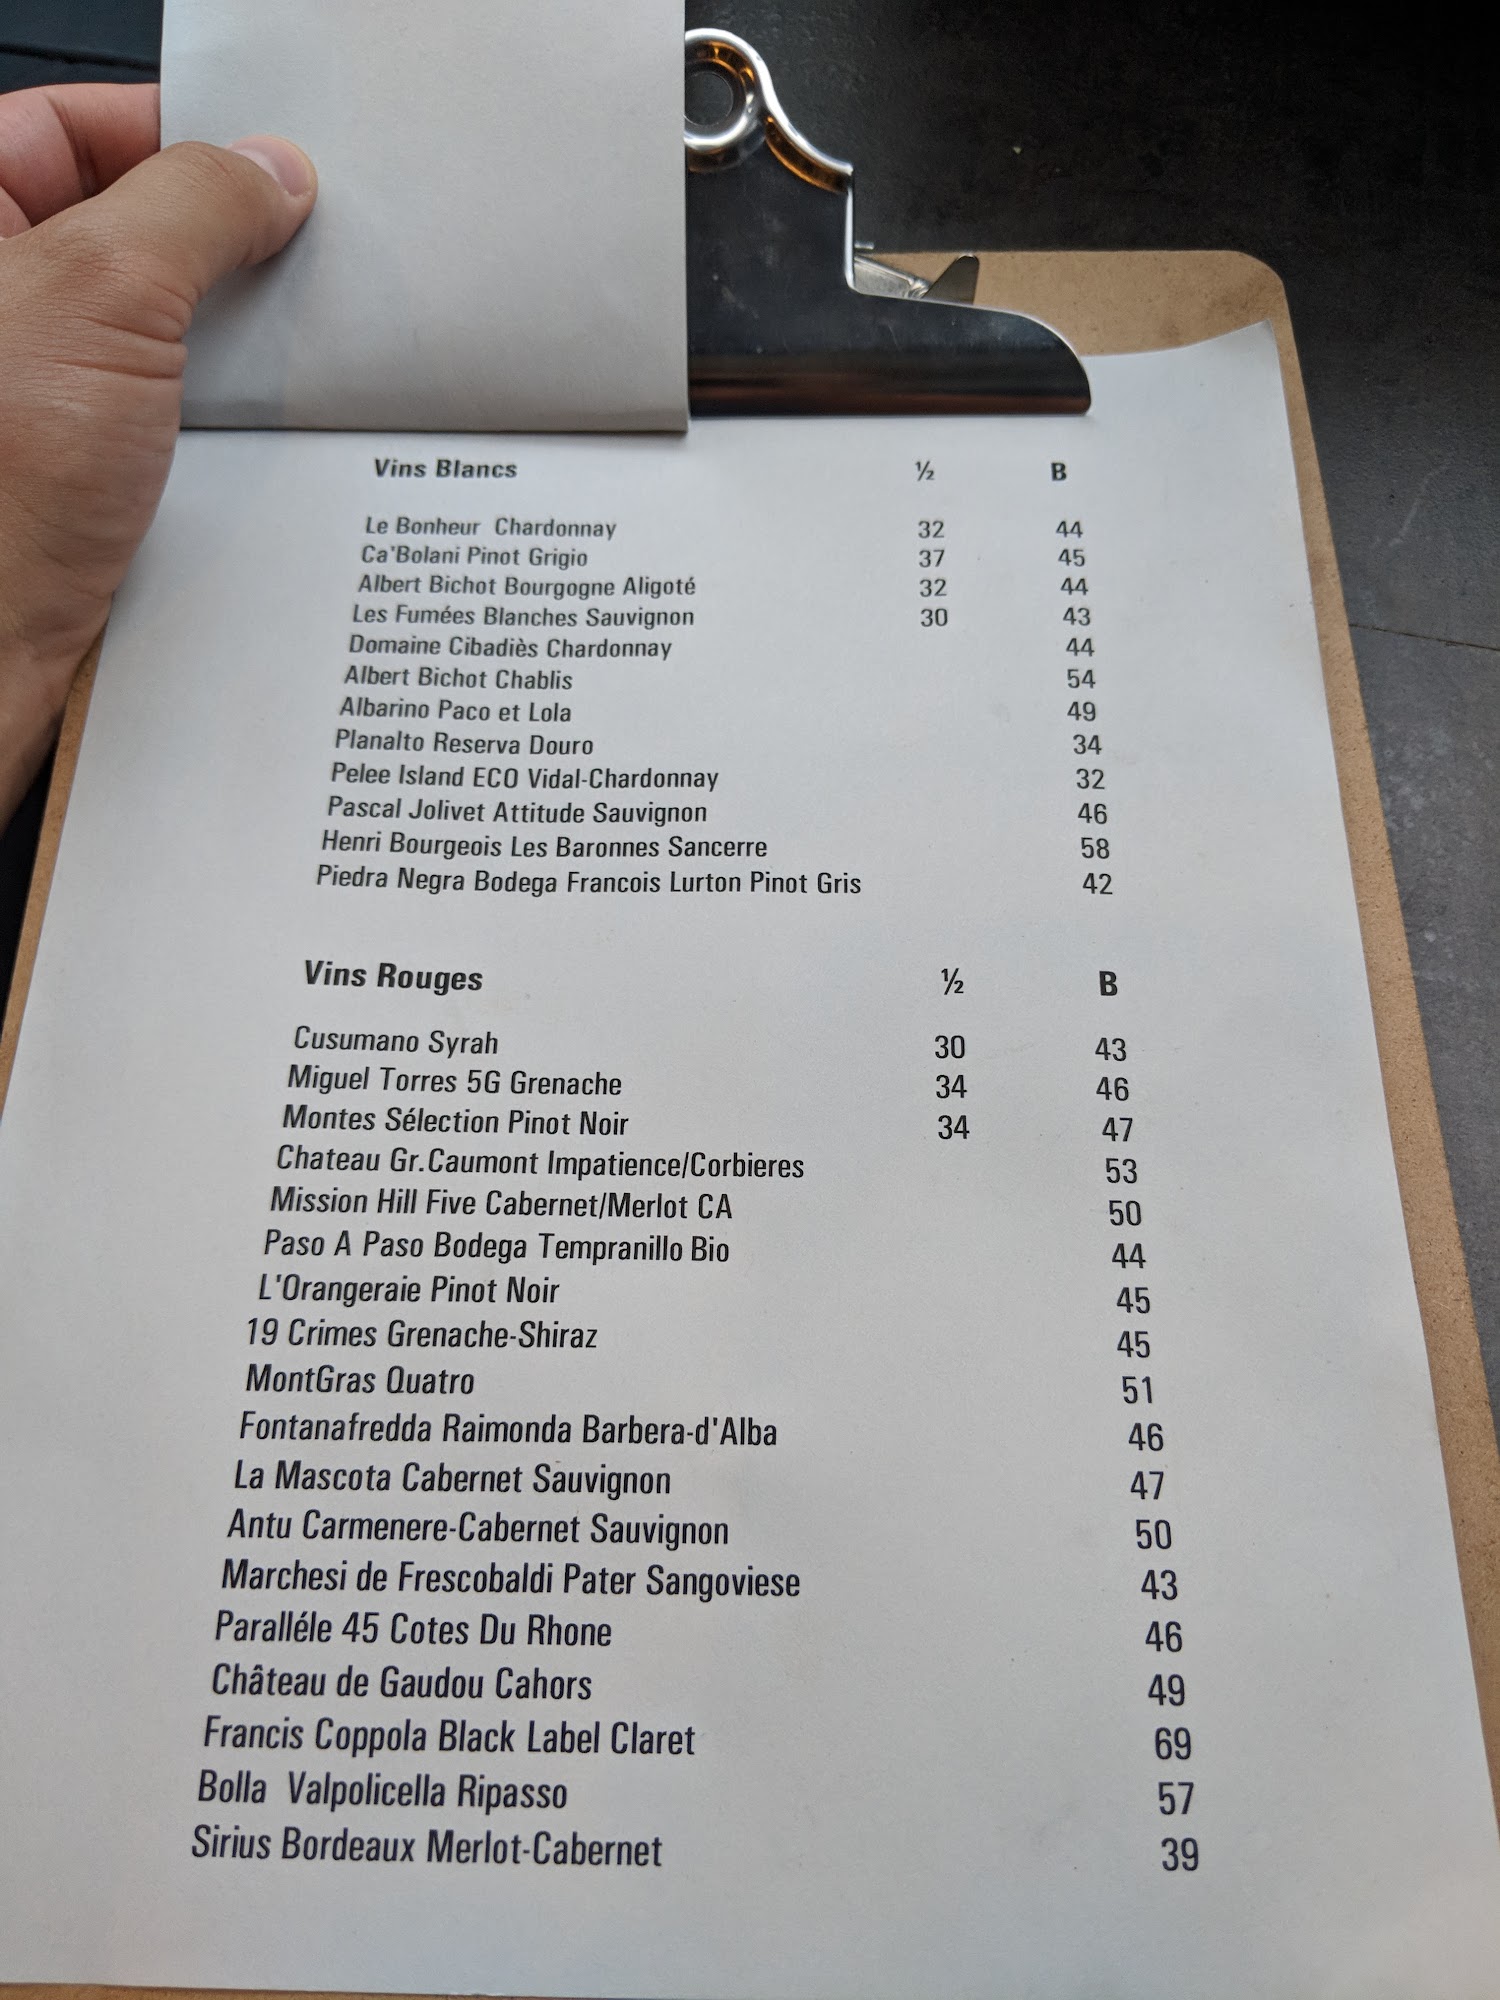 Vins Blancs ½ B
Le Bonheur Chardonnay 32 44
Ca'Bolani Pinot Grigio 37 45
Albert Bichot Bourgogne Aligoté 32 44
Les Fumées Blanches Sauvignon 30 43
Domaine Cibadiès Chardonnay 44
Albert Bichot Chablis 54
Albarino Paco et Lola 49
Planalto Reserva Douro 34
Pelee Island ECO Vidal-Chardonnay 32
Pascal Jolivet Attitude Sauvignon 46
Henri Bourgeois Les Baronnes Sancerre 58
Piedra Negra Bodega Francois Lurton Pinot Gris 42
Vins Rouges ½ B
Cusumano Syrah 30 43
Miguel Torres 5G Grenache 34 46
Montes Sélection Pinot Noir 34 47
Chateau Gr.Caumont Impatience/Corbieres 53
Mission Hill Five Cabernet/Merlot CA 50
Paso A Paso Bodega Tempranillo Bio 44
L'Orangeraie Pinot Noir 45
19 Crimes Grenache-Shiraz 45
MontGras Quatro 51
Fontanafredda Raimonda Barbera-d'Alba 46
La Mascota Cabernet Sauvignon 47
Antu Carmenere-Cabernet Sauvignon 50
Marchesi de Frescobaldi Pater Sangoviese 43
Paralléle 45 Cotes Du Rhone 46
Château de Gaudou Cahors 49
Francis Coppola Black Label Claret 69
Bolla Valpolicella Ripasso 57
Sirius Bordeaux Merlot-Cabernet 39